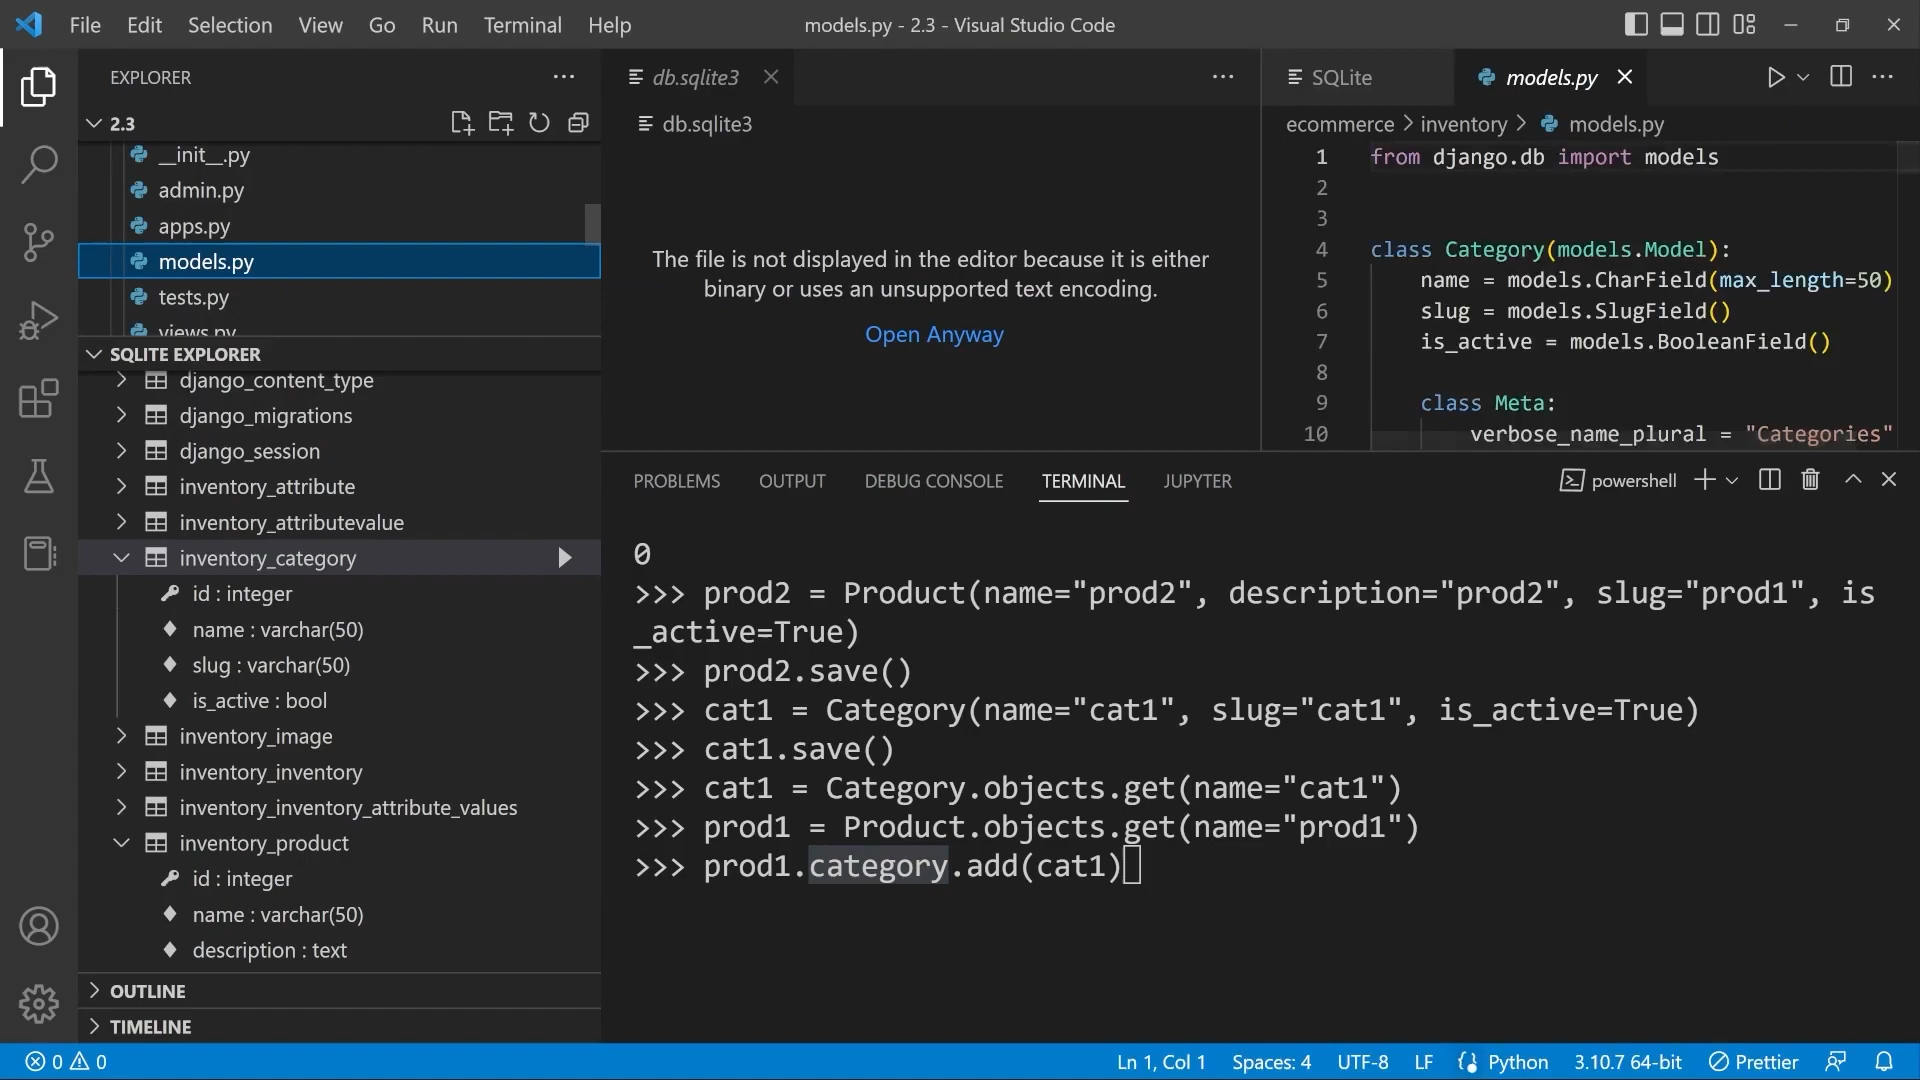 File Edit Selection View Go Run Terminal Help
models.py - 2.3 - Visual Studio Code
EXPLORER
2.3
__init__.py
admin.py
apps.py
models.py
tests.py
views.py
SQLITE EXPLORER
django_content_type
django_migrations
django_session
inventory_attribute
inventory_attributevalue
inventory_category
id : integer
name : varchar(50)
slug : varchar(50)
is_active : bool
inventory_image
inventory_inventory
inventory_inventory_attribute_values
inventory_product
id : integer
name : varchar(50)
description : text
OUTLINE
TIMELINE
db.sqlite3
db.sqlite3
The file is not displayed in the editor because it is either
binary or uses an unsupported text encoding.
Open Anyway
SQLite models.py
ecommerce > inventory > models.py
1 from django.db import models
2
3
4 class Category(models.Model):
5 name = models.CharField(max_length=50)
6 slug = models.SlugField()
7 is_active = models.BooleanField()
8
9 class Meta:
10 verbose_name_plural = "Categories"
PROBLEMS OUTPUT DEBUG CONSOLE TERMINAL JUPYTER
powershell
0
>>> prod2 = Product(name="prod2", description="prod2", slug="prod1", is
_active=True)
>>> prod2.save()
>>> cat1 = Category(name="cat1", slug="cat1", is_active=True)
>>> cat1.save()
>>> cat1 = Category.objects.get(name="cat1")
>>> prod1 = Product.objects.get(name="prod1")
>>> prod1.category.add(cat1)
0 0
Ln 1, Col 1 Spaces: 4 UTF-8 LF Python 3.10.7 64-bit Prettier